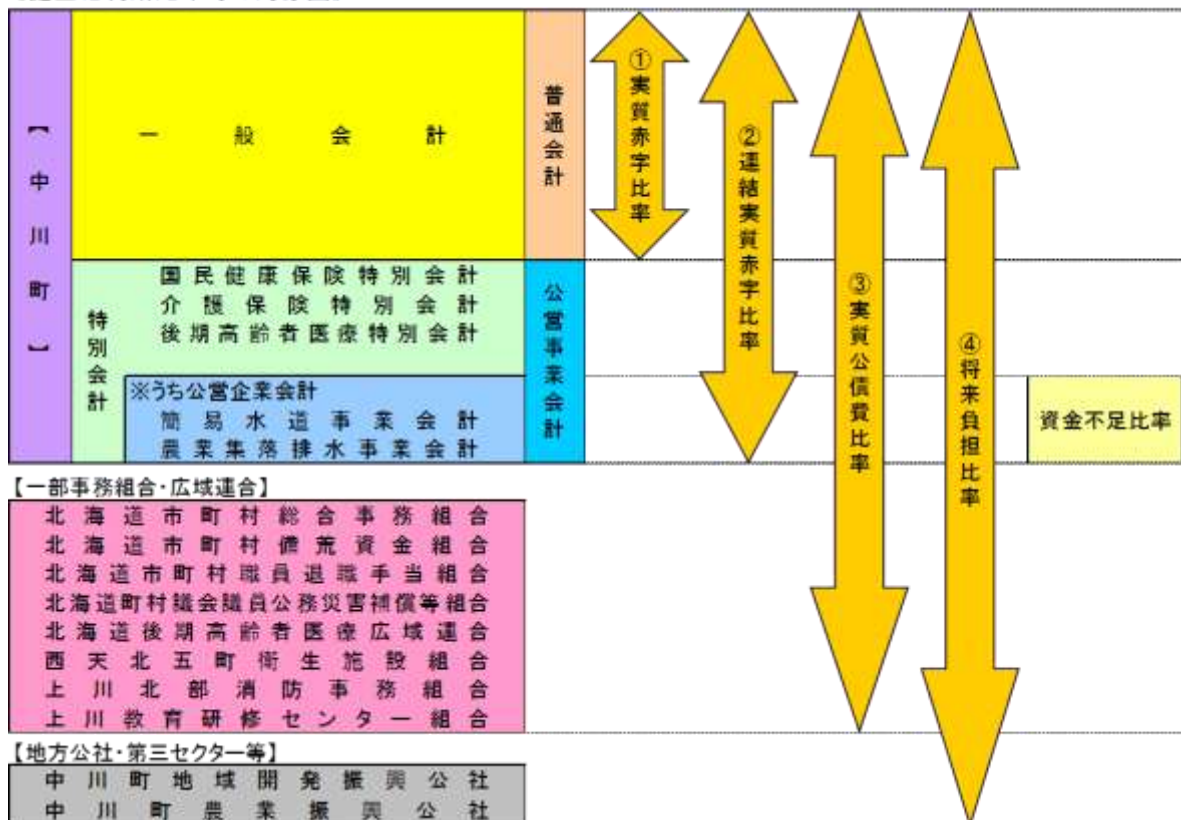 【中川町】
一般会計
普通会計
①実質赤字比率
②連結実質赤字比率
③実質公債費比率
④将来負担比率
特別会計
国民健康保険特別会計
介護保険特別会計
後期高齢者医療特別会計
公営事業会計
※うち公営企業会計
簡易水道事業会計
農業集落排水事業会計
資金不足比率
【一部事務組合・広域連合】
北海道市町村総合事務組合
北海道市町村備荒資金組合
北海道市町村職員退職手当組合
北海道町村議会議員公務災害補償等組合
北海道後期高齢者医療広域連合
西天北五町衛生施設組合
上川北部消防事務組合
上川教育研修センター組合
【地方公社・第三セクター等】
中川町地域開発振興公社
中川町農業振興公社